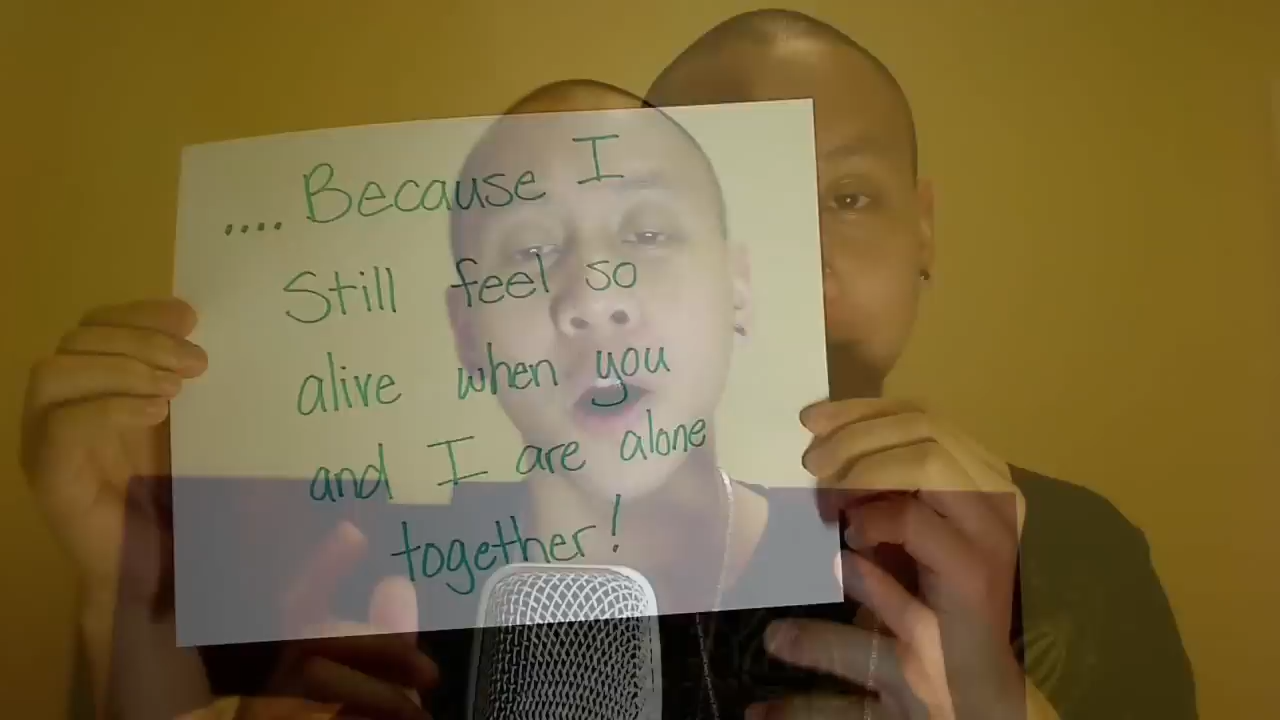 ....Because I
Still feel so
alive when you
and I are alone
together!